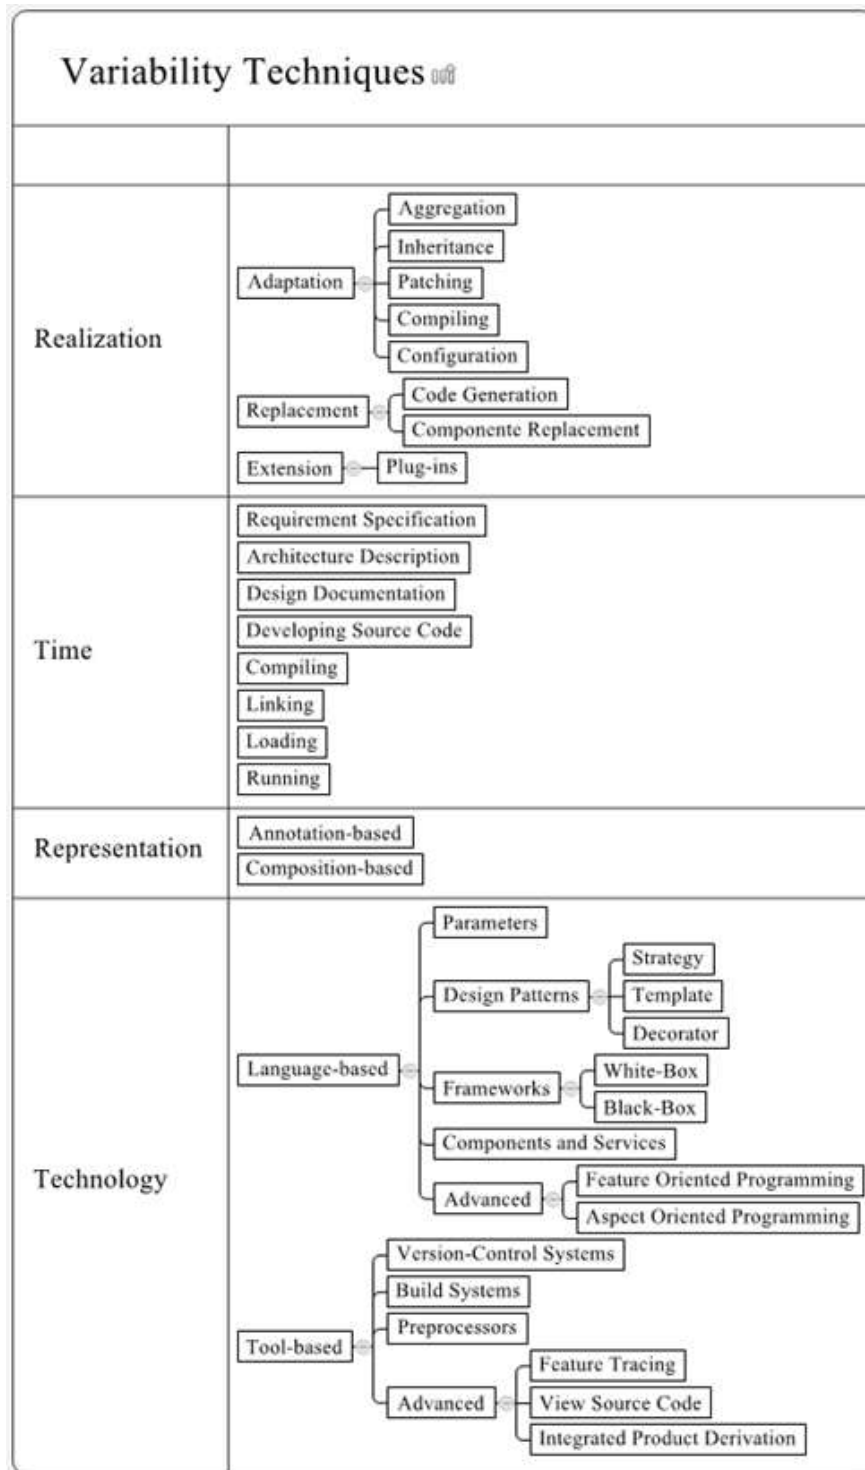 Variability Techniques
Realization
Adaptation
Aggregation
Inheritance
Patching
Compiling
Configuration
Replacement
Code Generation
Componente Replacement
Extension
Plug-ins
Time
Requirement Specification
Architecture Description
Design Documentation
Developing Source Code
Compiling
Linking
Loading
Running
Representation
Annotation-based
Composition-based
Technology
Language-based
Parameters
Design Patterns
Strategy
Template
Decorator
Frameworks
White-Box
Black-Box
Components and Services
Advanced
Feature Oriented Programming
Aspect Oriented Programming
Tool-based
Version-Control Systems
Build Systems
Preprocessors
Advanced
Feature Tracing
View Source Code
Integrated Product Derivation